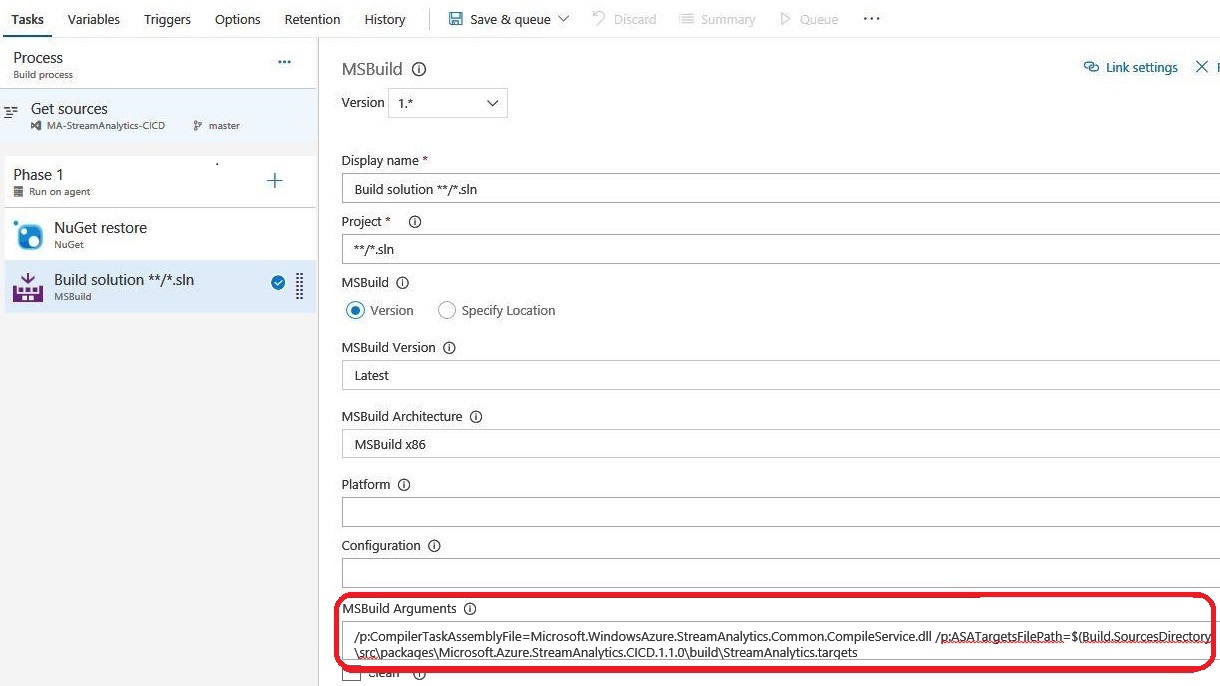 Tasks Variables Triggers Options Retention History Save & queue Discard Summary Queue ...
Process
Build process
Get sources
MA-StreamAnalytics-CICD master
Phase 1
Run on agent
NuGet restore
NuGet
Build solution **/*.sln
MSBuild
MSBuild
Link settings
Version 1.*
Display name *
Build solution **/*.sln
Project *
**/*.sln
MSBuild
Version Specify Location
MSBuild Version
Latest
MSBuild Architecture
MSBuild x86
Platform
Configuration
MSBuild Arguments
/p:CompilerTaskAssemblyFile=Microsoft.WindowsAzure.StreamAnalytics.Common.CompileService.dll /p:ASATargetsFilePath=$(Build.SourcesDirectory
\src\packages\Microsoft.Azure.StreamAnalytics.CICD.1.1.0\build\StreamAnalytics.targets
Clean